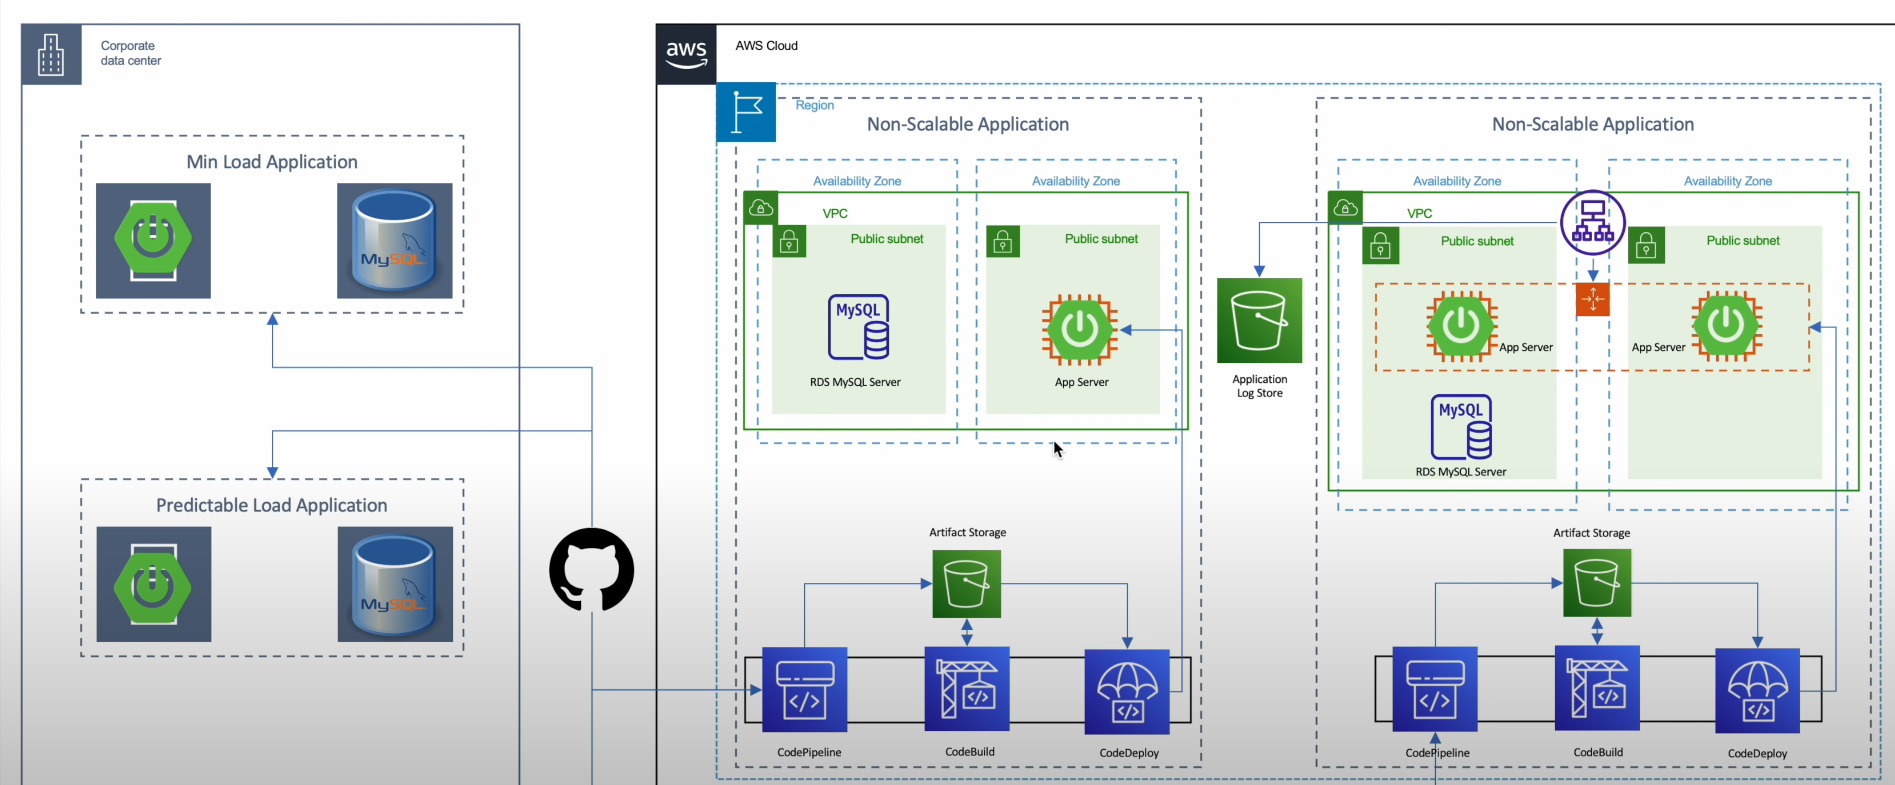 Corporate
data center
Min Load Application
MySQL
Predictable Load Application
MySQL
aws
AWS Cloud
Region
Non-Scalable Application
Availability Zone
Availability Zone
VPC
Public subnet
Public subnet
MySQL
RDS MySQL Server
App Server
Application
Log Store
Artifact Storage
CodePipeline
CodeBuild
CodeDeploy
Non-Scalable Application
Availability Zone
Availability Zone
VPC
Public subnet
Public subnet
App Server
App Server
MySQL
RDS MySQL Server
Artifact Storage
CodePipeline
CodeBuild
CodeDeploy